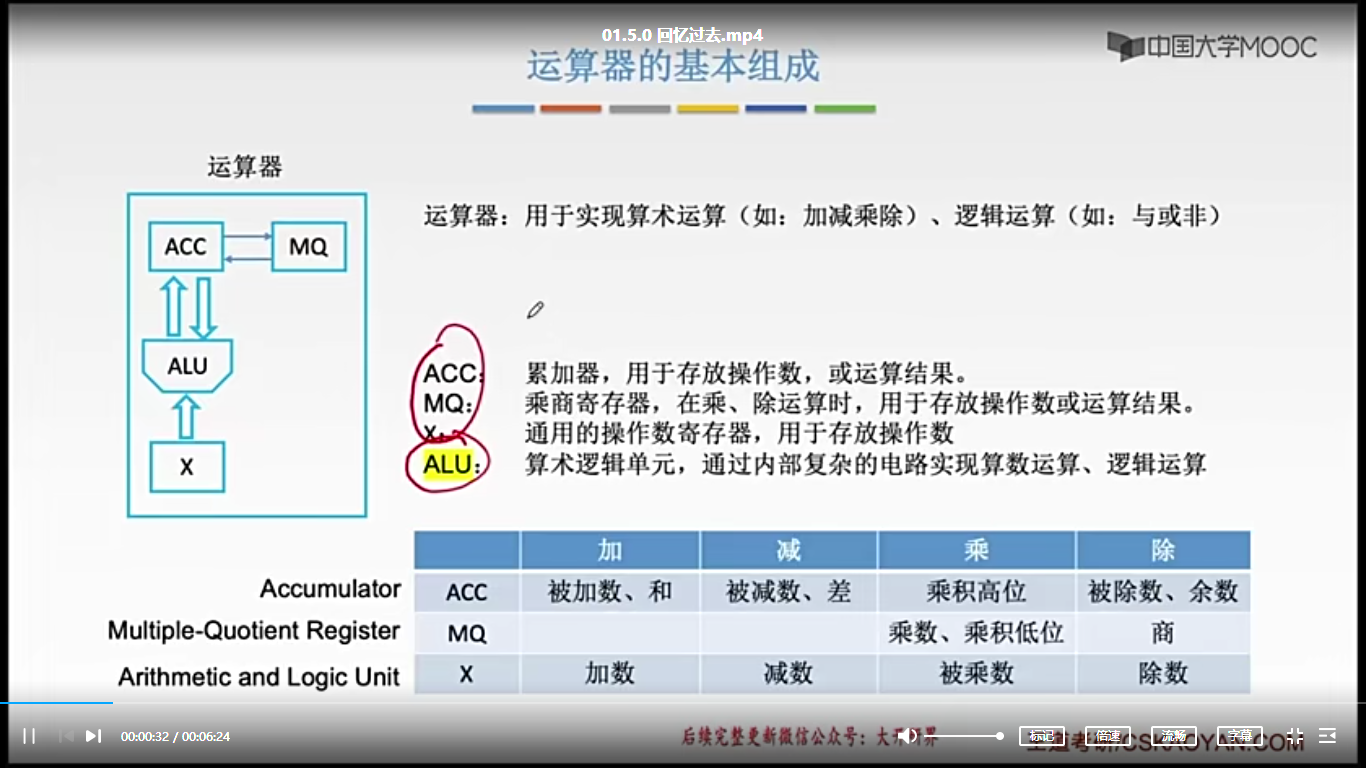 01.5.0 回忆过去.mp4
中国大学MOOC
运算器的基本组成
运算器
ACC MQ
ALU
X
运算器：用于实现算术运算（如：加减乘除）、逻辑运算（如：与或非）
ACC： 累加器，用于存放操作数，或运算结果。
MQ： 乘商寄存器，在乘、除运算时，用于存放操作数或运算结果。
X： 通用的操作数寄存器，用于存放操作数
ALU： 算术逻辑单元，通过内部复杂的电路实现算数运算、逻辑运算
加 减 乘 除
Accumulator ACC 被加数、和 被减数、差 乘积高位 被除数、余数
Multiple-Quotient Register MQ 乘数、乘积低位 商
Arithmetic and Logic Unit X 加数 减数 被乘数 除数
00:00:32 / 00:06:24
后续完整更新微信公众号：大
界
标记 倍速 流畅 字幕
王道考研/CSKAOYAN.COM